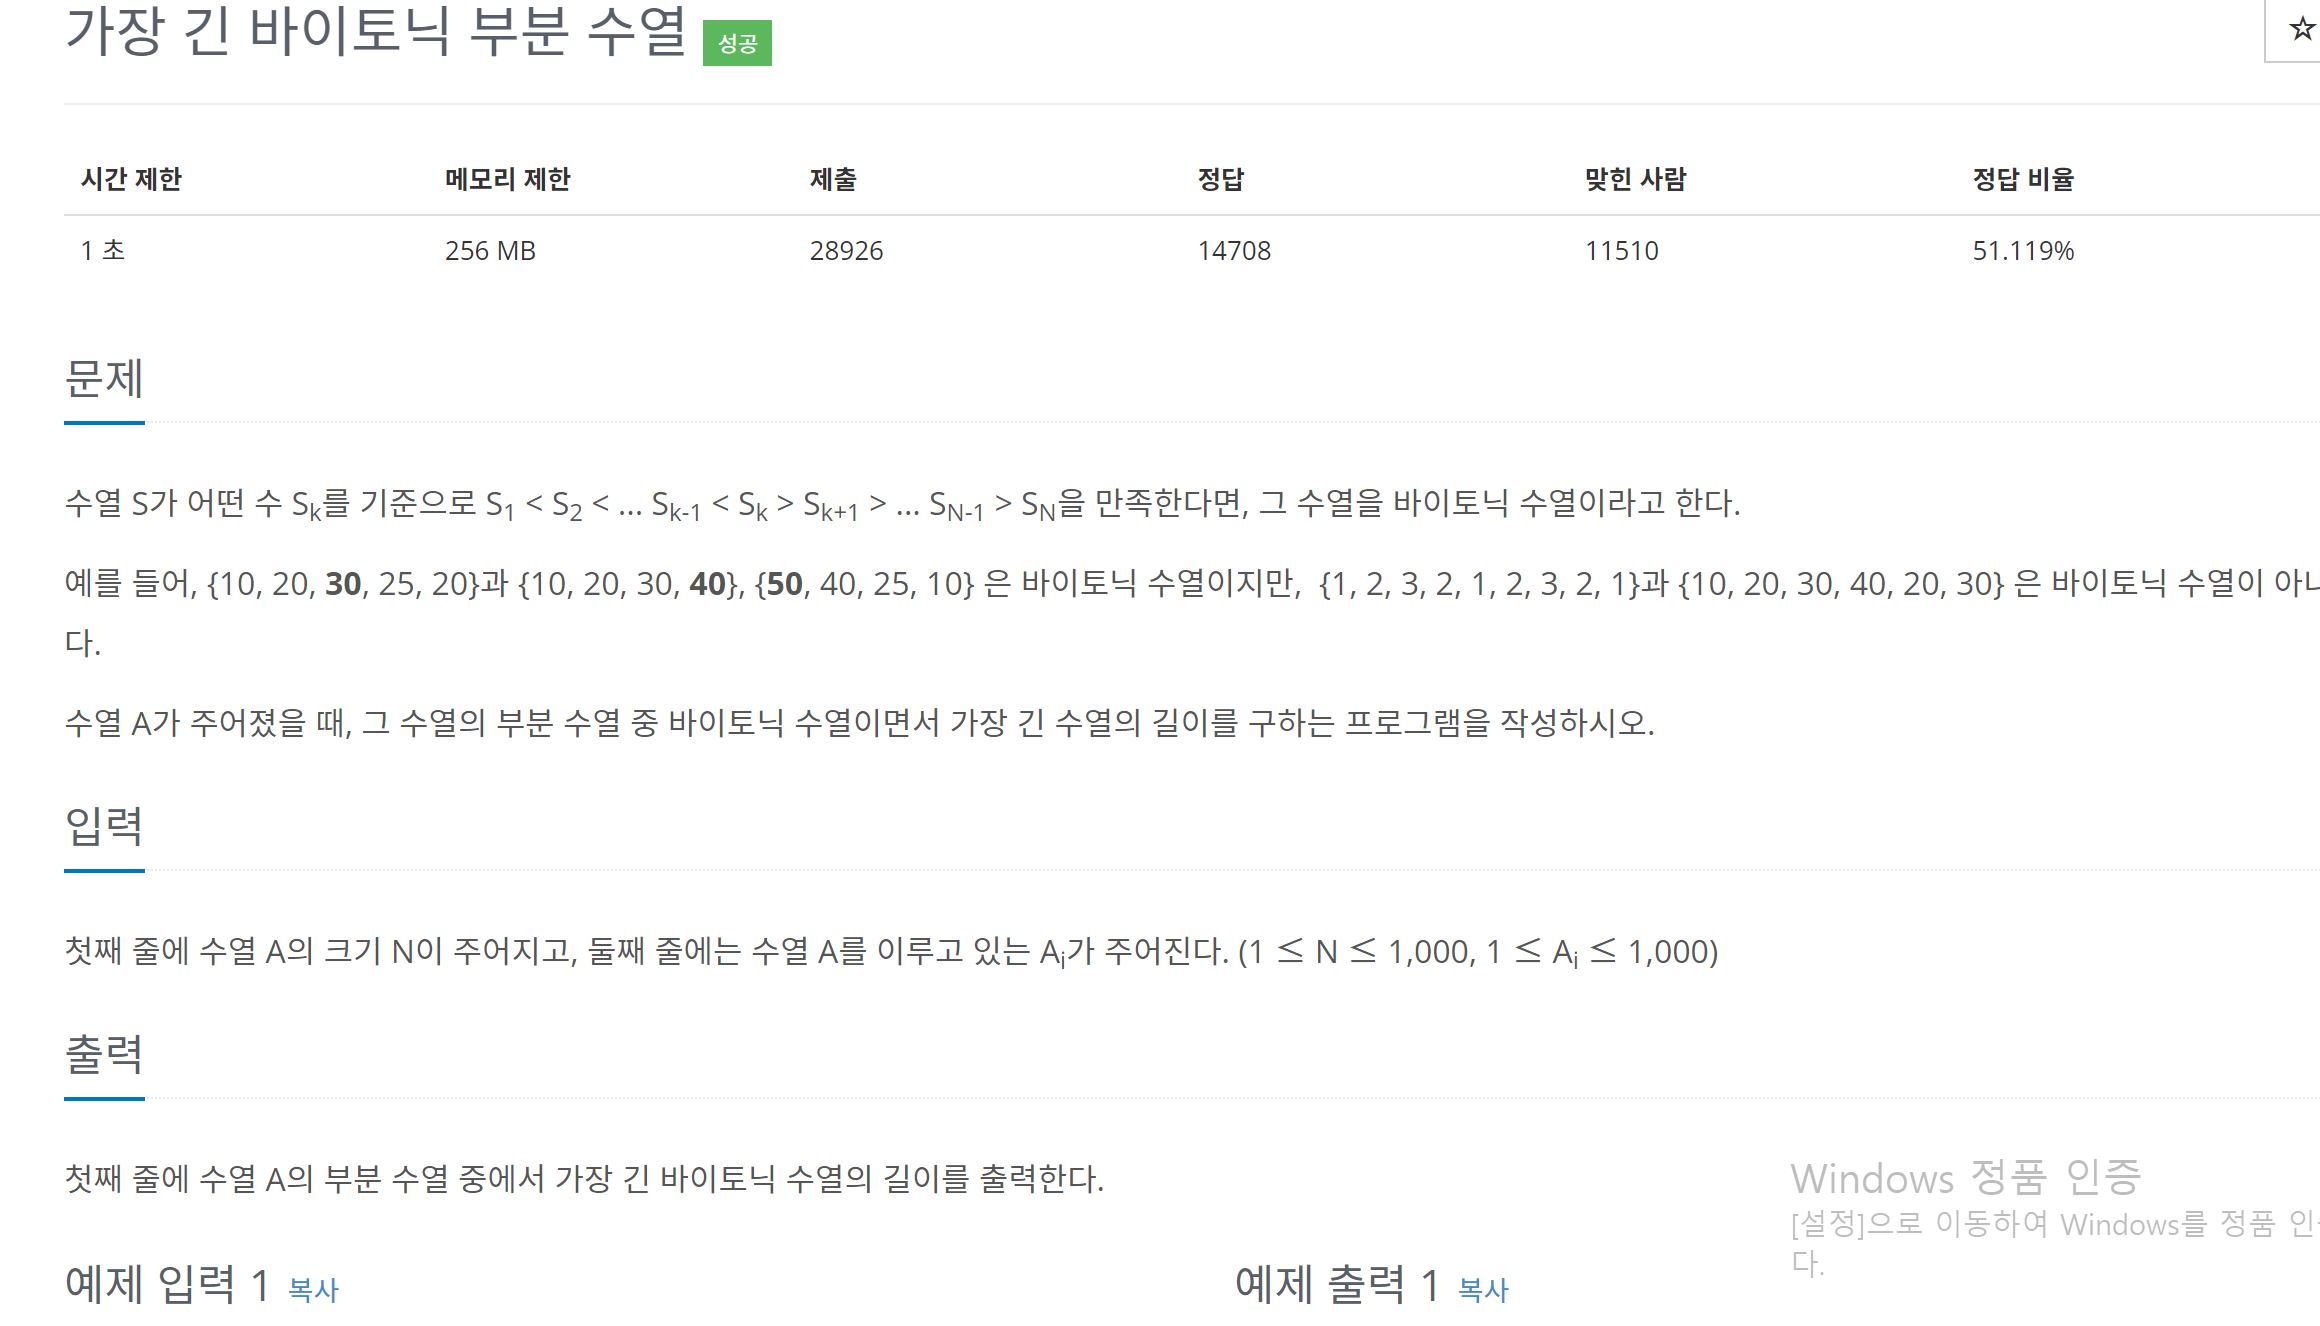 가장 긴 바이토닉 부분 수열 성공
☆
시간 제한 메모리 제한 제출 정답 맞힌 사람 정답 비율
1 초 256 MB 28926 14708 11510 51.119%
문제
수열 S가 어떤 수 Sk를 기준으로 S1 < S2 < ... Sk-1 < Sk > Sk+1 > ... SN-1 > SN을 만족한다면, 그 수열을 바이토닉 수열이라고 한다.
예를 들어, {10, 20, 30, 25, 20}과 {10, 20, 30, 40}, {50, 40, 25, 10} 은 바이토닉 수열이지만,  {1, 2, 3, 2, 1, 2, 3, 2, 1}과 {10, 20, 30, 40, 20, 30} 은 바이토닉 수열이 아니
다.
수열 A가 주어졌을 때, 그 수열의 부분 수열 중 바이토닉 수열이면서 가장 긴 수열의 길이를 구하는 프로그램을 작성하시오.
입력
첫째 줄에 수열 A의 크기 N이 주어지고, 둘째 줄에는 수열 A를 이루고 있는 Ai가 주어진다. (1 ≤ N ≤ 1,000, 1 ≤ Ai ≤ 1,000)
출력
첫째 줄에 수열 A의 부분 수열 중에서 가장 긴 바이토닉 수열의 길이를 출력한다.
Windows 정품 인증
[설정]으로 이동하여 Windows를 정품 인
다.
예제 입력 1 복사 예제 출력 1 복사